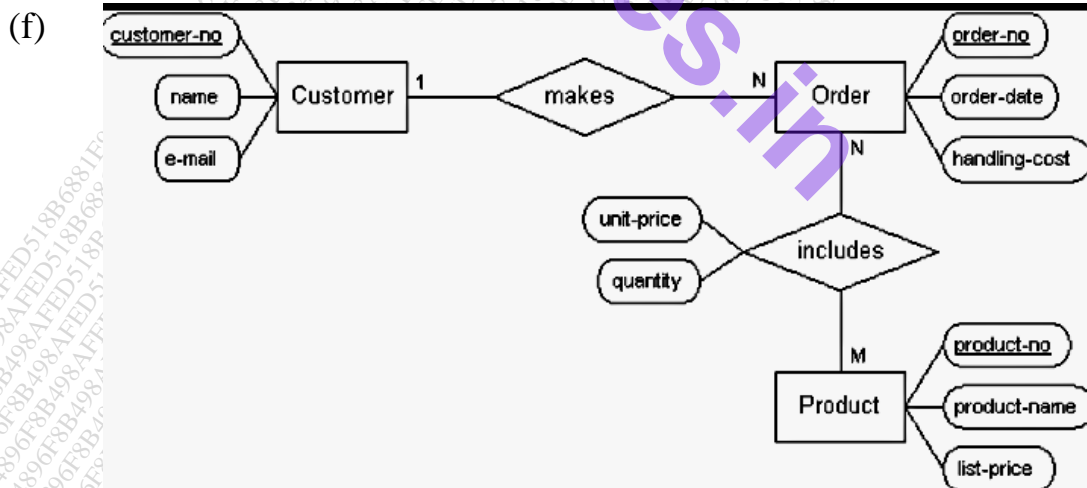 (f)
customer-no
name
e-mail
Customer
1
makes
N
Order
order-no
order-date
handling-cost
N
unit-price
quantity
includes
M
Product
product-no
product-name
list-price